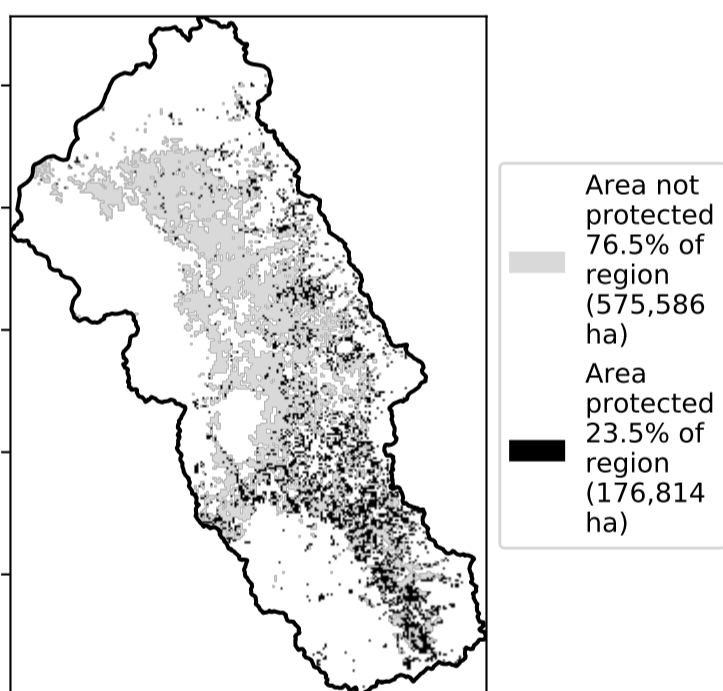 Area not
protected
76.5% of
region
(575,586
ha)
Area
protected
23.5% of
region
(176,814
ha)